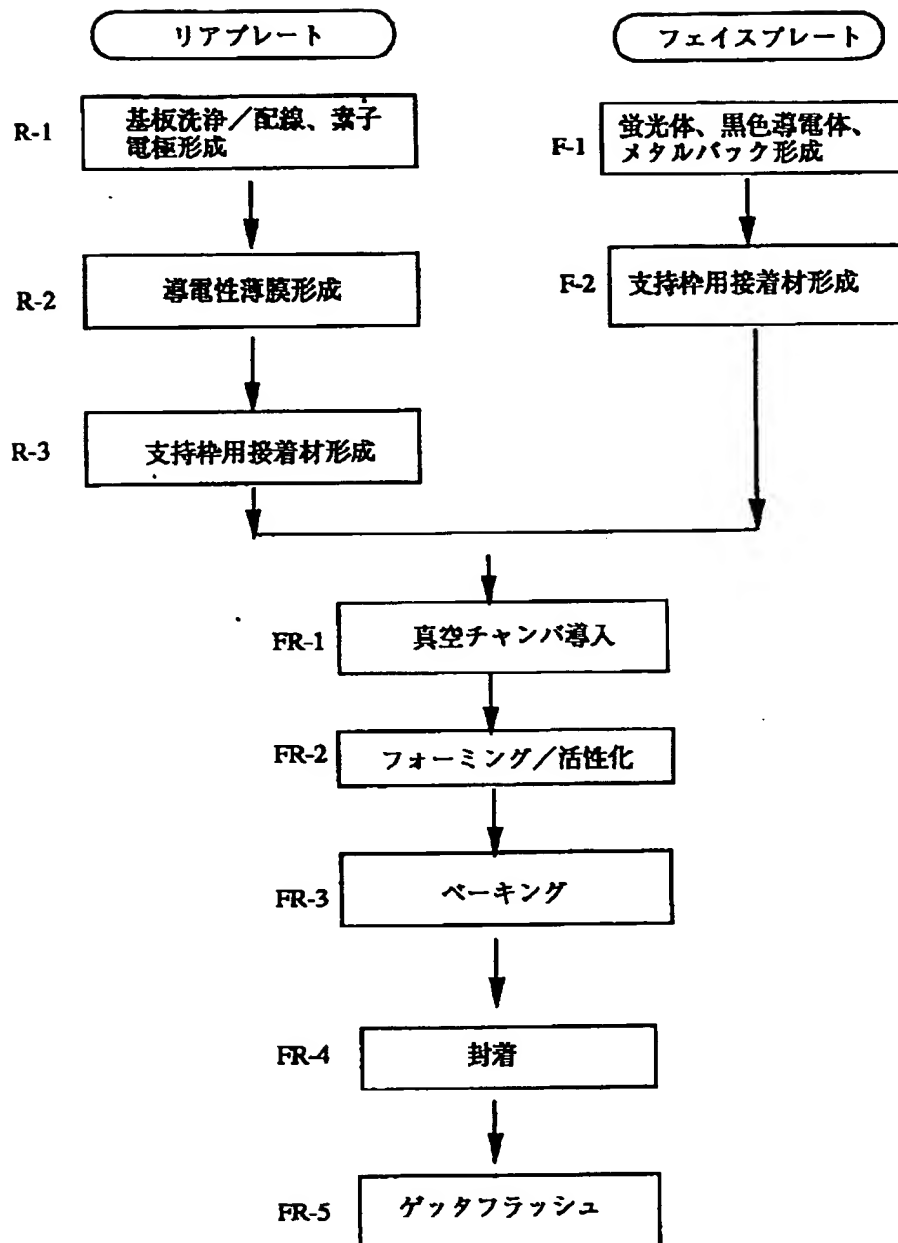 リアプレート
フェイスプレート
R-1
基板洗浄／配線、素子
電極形成
F-1
蛍光体、黒色導電体、
メタルバック形成
R-2
導電性薄膜形成
F-2
支持枠用接着材形成
R-3
支持枠用接着材形成
FR-1
真空チャンバ導入
FR-2
フォーミング／活性化
FR-3
ベーキング
FR-4
封着
FR-5
ゲッタフラッシュ